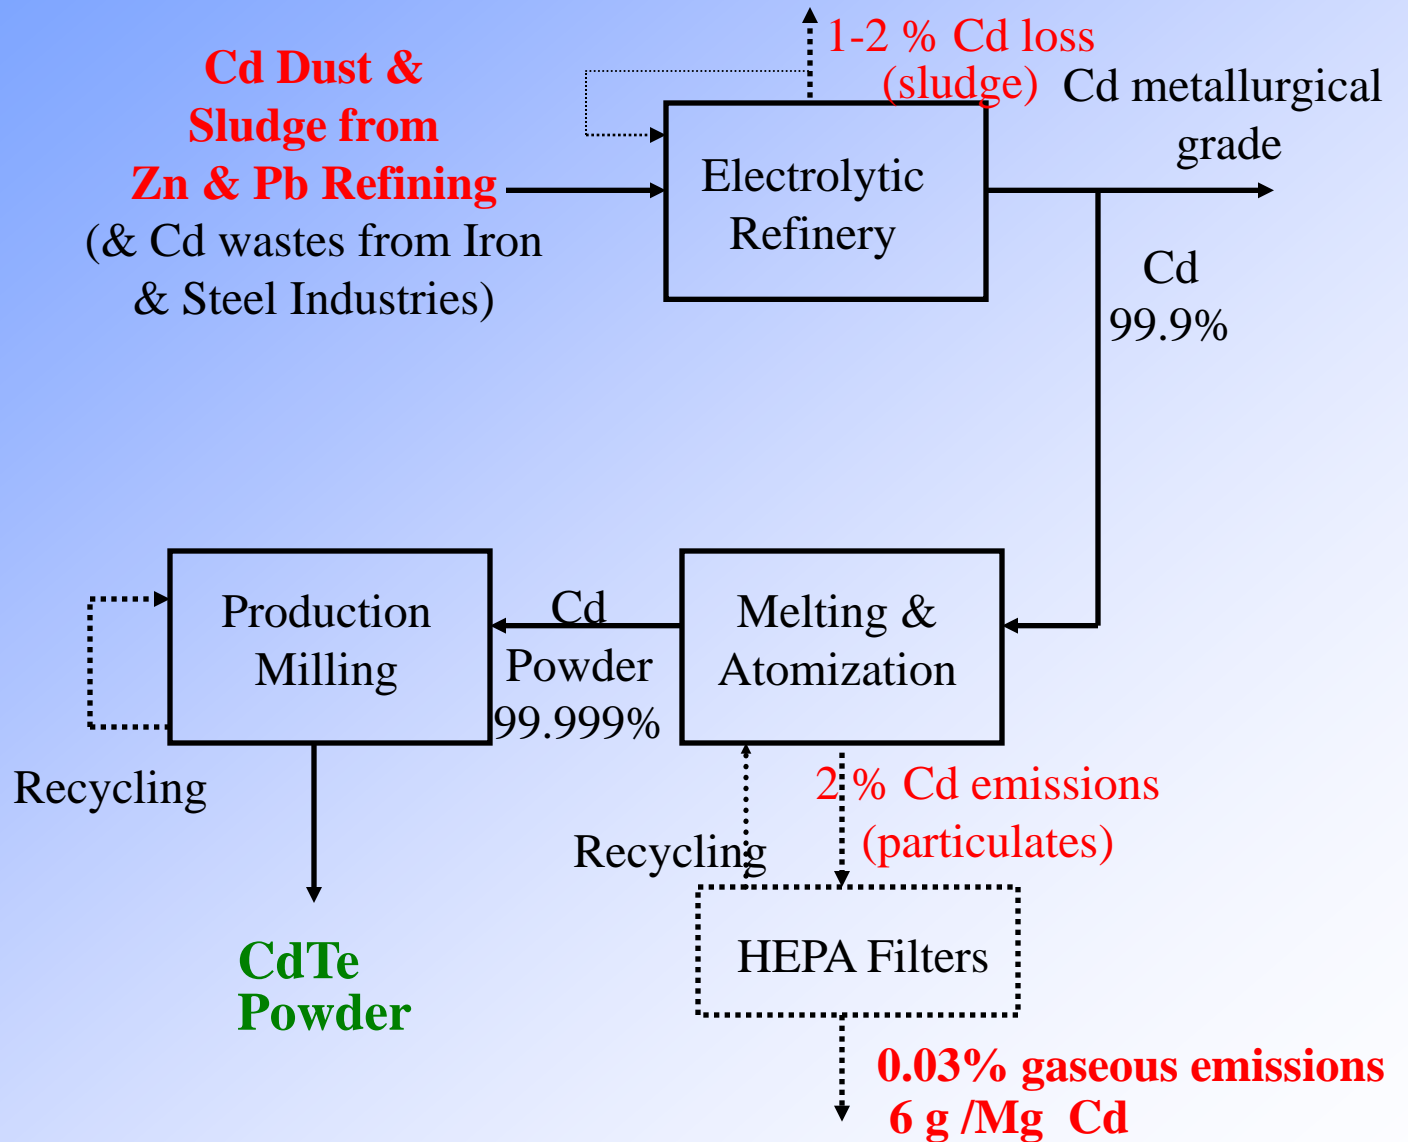 Cd Dust &
Sludge from
Zn & Pb Refining
(& Cd wastes from Iron
& Steel Industries)
1-2 % Cd loss
(sludge)
Cd metallurgical
grade
Electrolytic
Refinery
Cd
99.9%
Production
Milling
Cd
Powder
99.999%
Melting &
Atomization
Recycling
2 % Cd emissions
(particulates)
Recycling
HEPA Filters
CdTe
Powder
0.03% gaseous emissions
6 g /Mg Cd